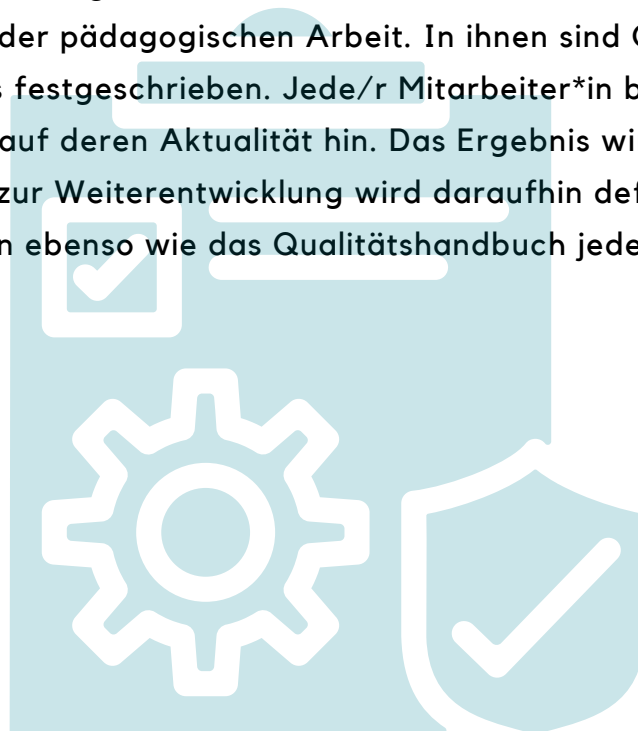 der pädagogischen Arbeit. In ihnen sind
festgeschrieben. Jede/r Mitarbeiter*in
auf deren Aktualität hin. Das Ergebnis
zur Weiterentwicklung wird daraufhin
ebenso wie das Qualitätshandbuch